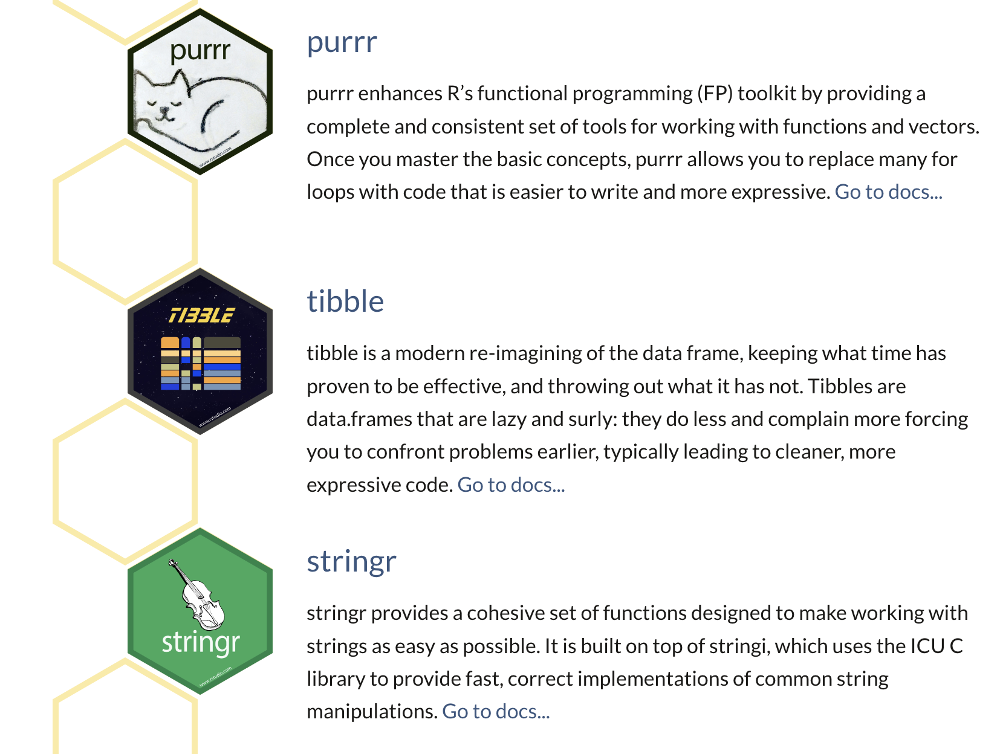 purrr
www.rstudio.com
purrr
purrr enhances R’s functional programming (FP) toolkit by providing a
complete and consistent set of tools for working with functions and vectors.
Once you master the basic concepts, purrr allows you to replace many for
loops with code that is easier to write and more expressive. Go to docs...
TIBBLE
www.rstudio.com
tibble
tibble is a modern re-imagining of the data frame, keeping what time has
proven to be effective, and throwing out what it has not. Tibbles are
data.frames that are lazy and surly: they do less and complain more forcing
you to confront problems earlier, typically leading to cleaner, more
expressive code. Go to docs...
stringr
www.rstudio.com
stringr
stringr provides a cohesive set of functions designed to make working with
strings as easy as possible. It is built on top of stringi, which uses the ICU C
library to provide fast, correct implementations of common string
manipulations. Go to docs...